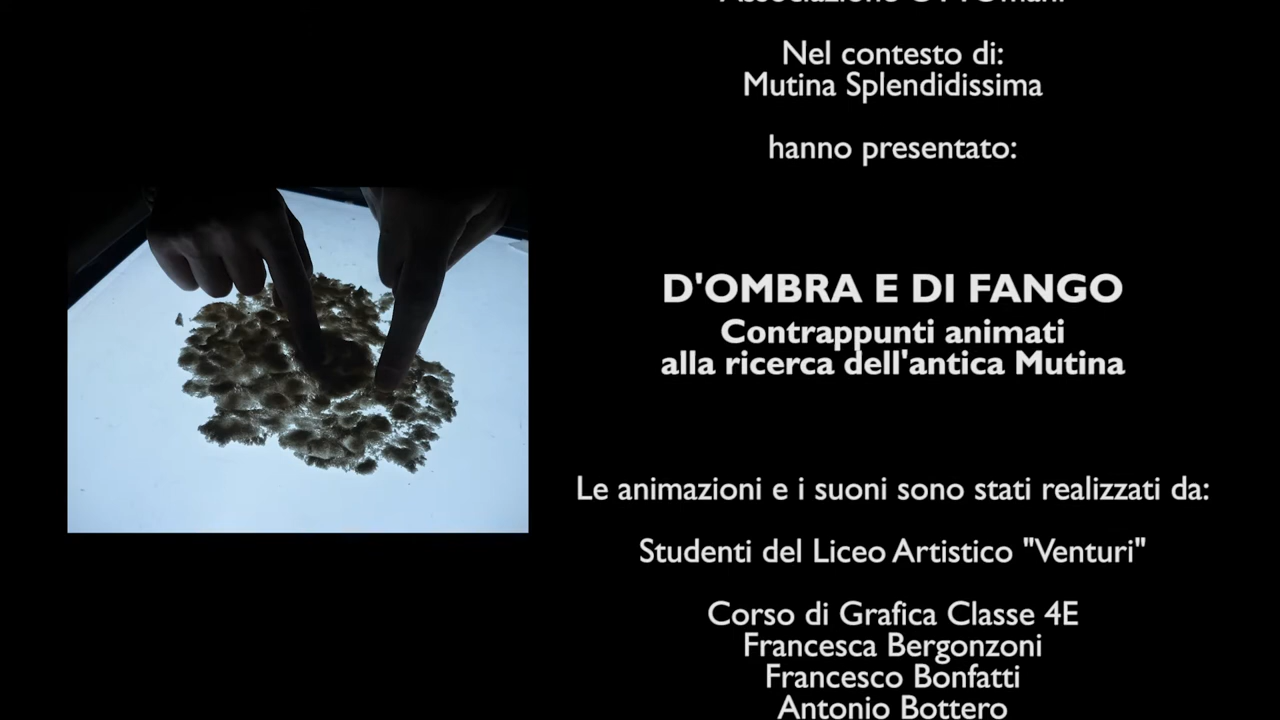 Nel contesto di:
Mutina Splendidissima
hanno presentato:
D'OMBRA E DI FANGO
Contrappunti animati
alla ricerca dell'antica Mutina
Le animazioni e i suoni sono stati realizzati da:
Studenti del Liceo Artistico "Venturi"
Corso di Grafica Classe 4E
Francesca Bergonzoni
Francesco Bonfatti
Antonio Bottero